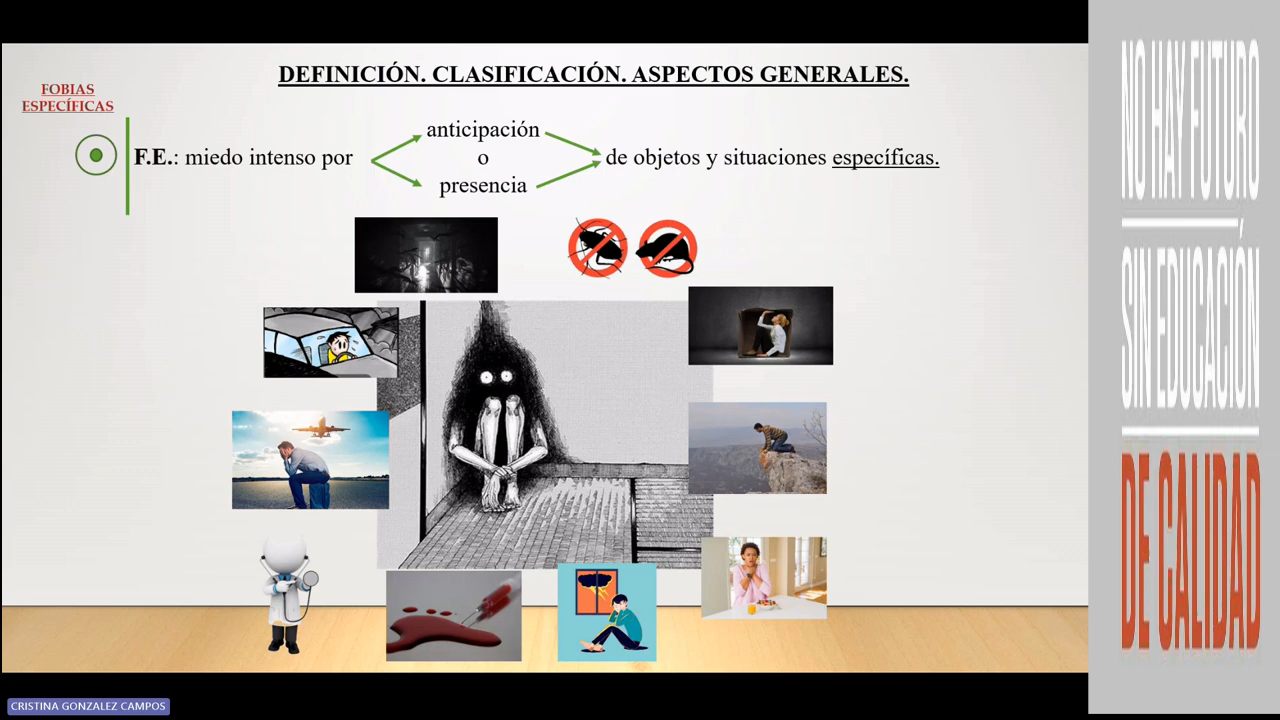 DEFINICIÓN. CLASIFICACIÓN. ASPECTOS GENERALES.
FOBIAS
ESPECÍFICAS
anticipación
F.E.: miedo intenso por o de objetos y situaciones específicas.
presencia
CRISTINA GONZALEZ CAMPOS
NO HAY FUTURO
SIN EDUCACIÓN
DE CALIDAD